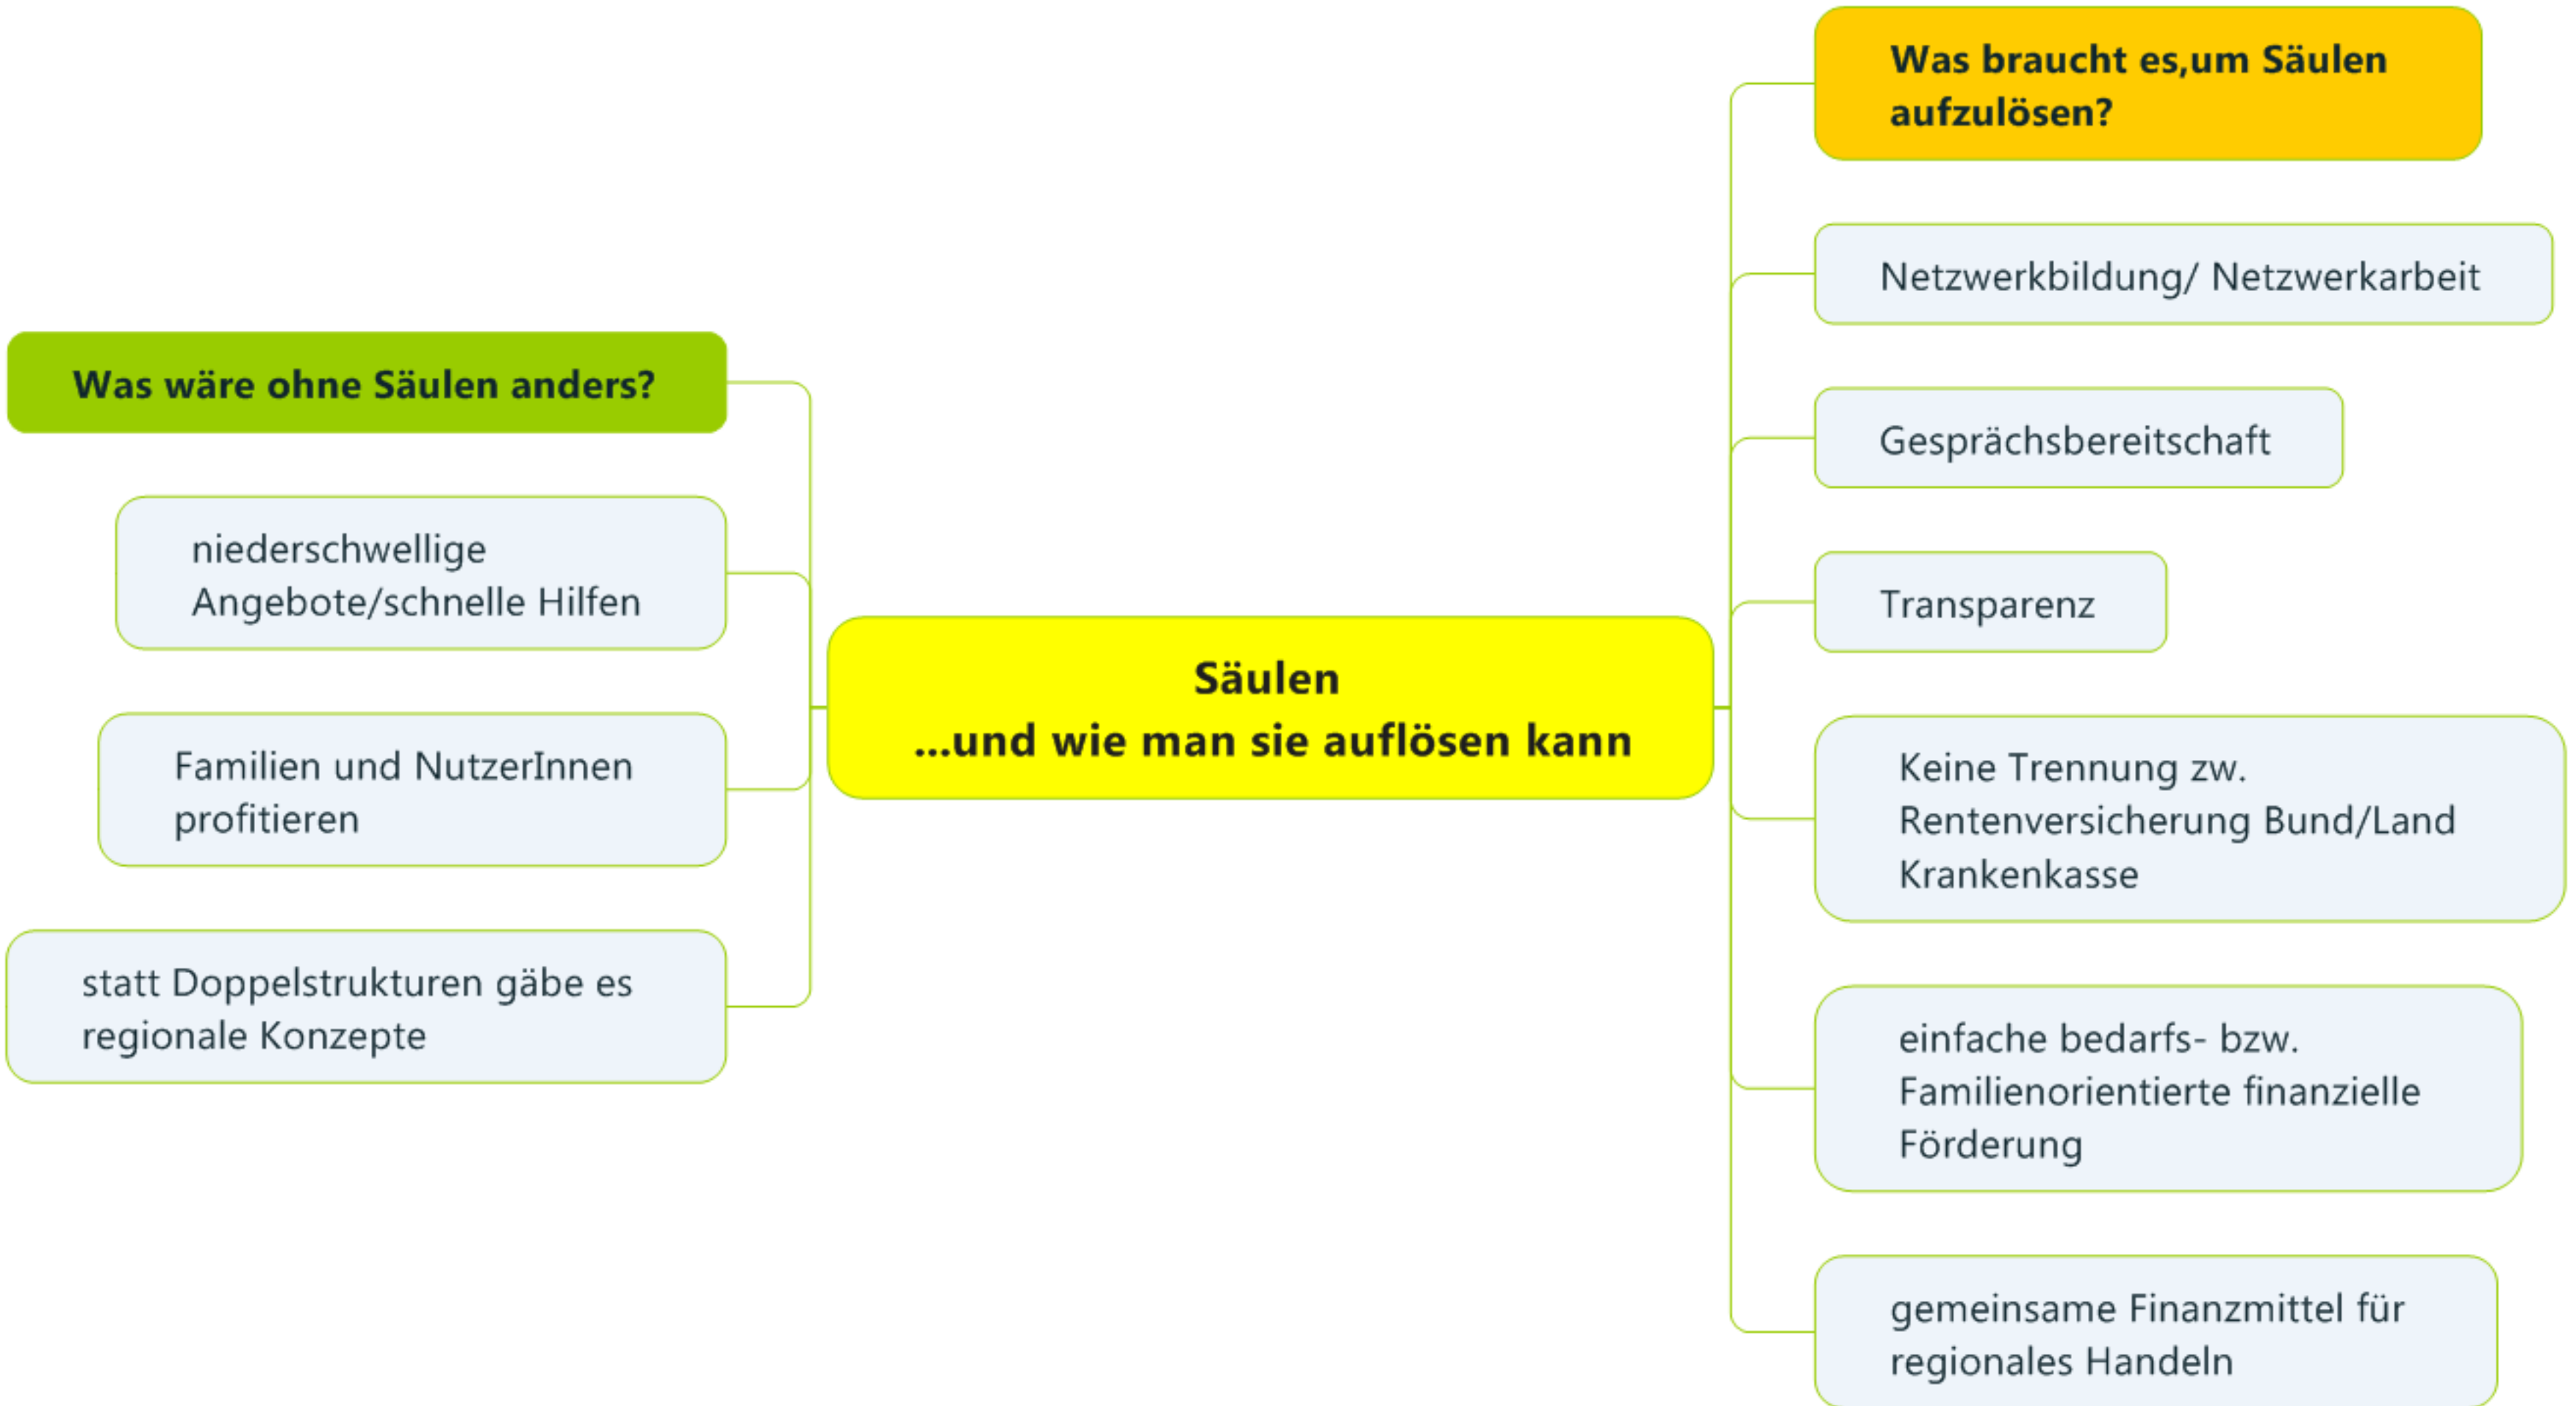 Säulen
...und wie man sie auflösen kann
Was wäre ohne Säulen anders?
niederschwellige
Angebote/schnelle Hilfen
Familien und NutzerInnen
profitieren
statt Doppelstrukturen gäbe es
regionale Konzepte
Was braucht es,um Säulen
aufzulösen?
Netzwerkbildung/ Netzwerkarbeit
Gesprächsbereitschaft
Transparenz
Keine Trennung zw.
Rentenversicherung Bund/Land
Krankenkasse
einfache bedarfs- bzw.
Familienorientierte finanzielle
Förderung
gemeinsame Finanzmittel für
regionales Handeln